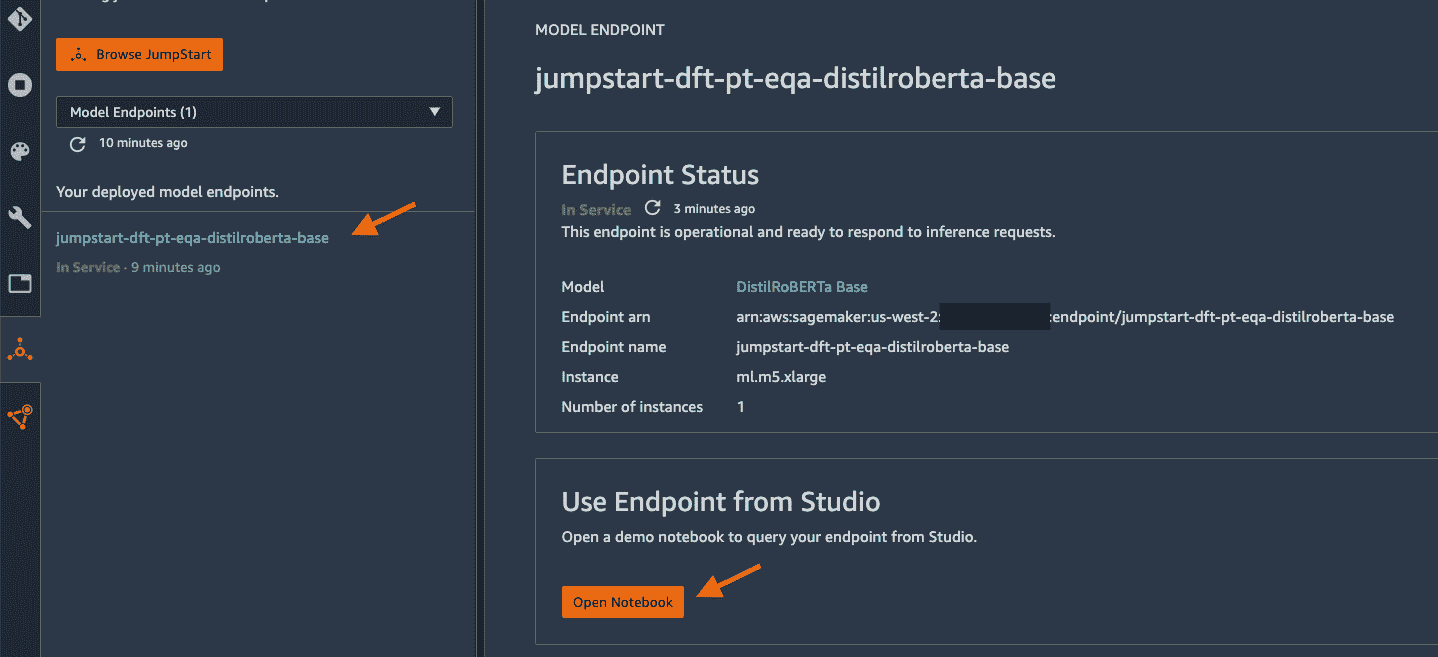 Browse JumpStart
Model Endpoints (1)
10 minutes ago
Your deployed model endpoints.
jumpstart-dft-pt-eqa-distilroberta-base
In Service · 9 minutes ago
MODEL ENDPOINT
jumpstart-dft-pt-eqa-distilroberta-base
Endpoint Status
In Service 3 minutes ago
This endpoint is operational and ready to respond to inference requests.
Model DistilRoBERTa Base
Endpoint arn arn:aws:sagemaker:us-west-2: :endpoint/jumpstart-dft-pt-eqa-distilroberta-base
Endpoint name jumpstart-dft-pt-eqa-distilroberta-base
Instance ml.m5.xlarge
Number of instances 1
Use Endpoint from Studio
Open a demo notebook to query your endpoint from Studio.
Open Notebook